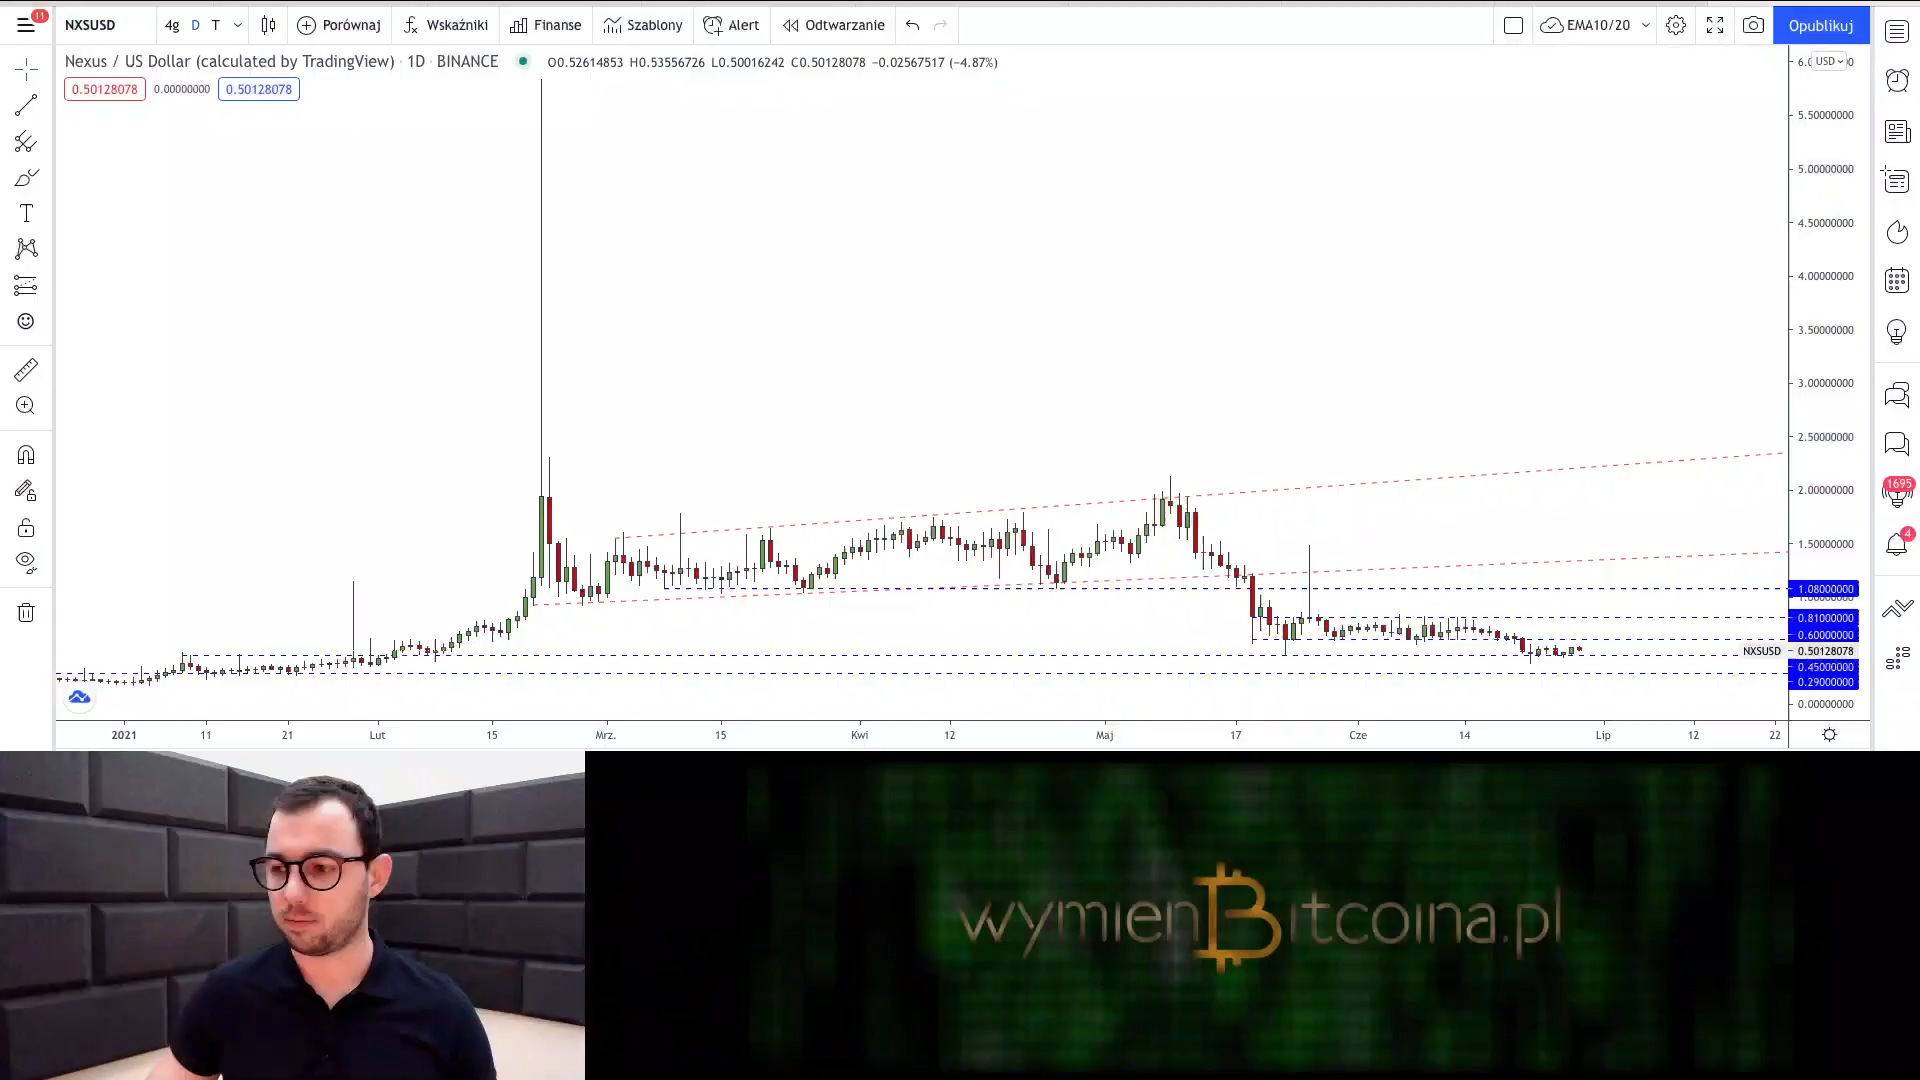 11
NXSUSD 4g D T Porównaj Wskaźniki Finanse Szablony Alert Odtwarzanie EMA10/20 Opublikuj
Nexus / US Dollar (calculated by TradingView) · 1D · BINANCE O0.52614853 H0.53556726 L0.50016242 C0.50128078 −0.02567517 (−4.87%)
USD
0.50128078 0.00000000 0.50128078
5.50000000
5.00000000
4.50000000
4.00000000
3.50000000
3.00000000
2.50000000
2.00000000
1.50000000
1.08000000
0.81000000
0.60000000
NXSUSD 0.50128078
0.45000000
0.29000000
0.00000000
2021 11 21 Lut 15 Mrz. 15 Kwi 12 Maj 17 Cze 14 Lip 12 22
T
1695
4
wymienBitcoina.pl